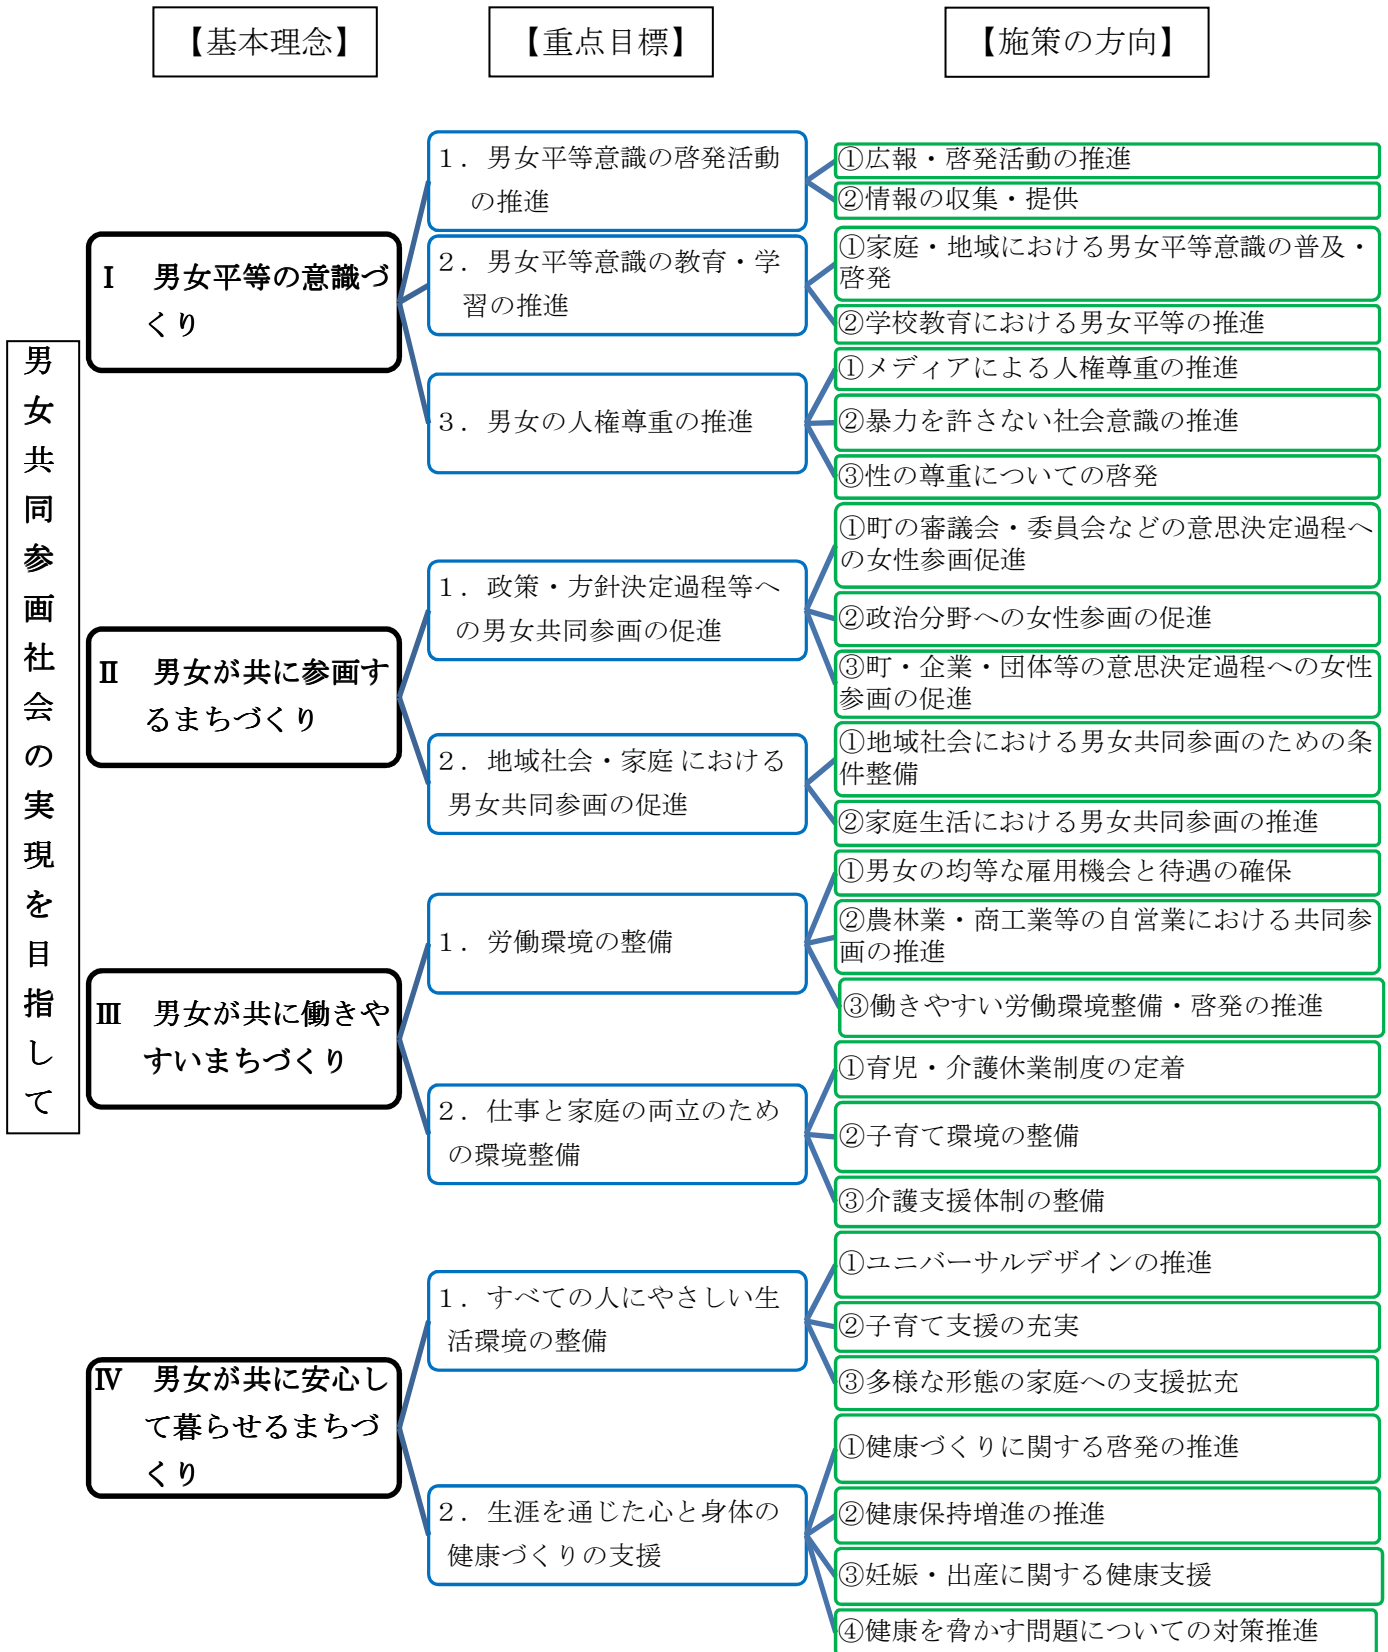 【基本理念】
【重点目標】
【施策の方向】
男女共同参画社会の実現を目指して
Ⅰ 男女平等の意識づ
くり
1．男女平等意識の啓発活動
の推進
①広報・啓発活動の推進
②情報の収集・提供
2．男女平等意識の教育・学
習の推進
①家庭・地域における男女平等意識の普及・
啓発
②学校教育における男女平等の推進
3．男女の人権尊重の推進
①メディアによる人権尊重の推進
②暴力を許さない社会意識の推進
③性の尊重についての啓発
Ⅱ 男女が共に参画す
るまちづくり
1．政策・方針決定過程等へ
の男女共同参画の促進
①町の審議会・委員会などの意思決定過程へ
の女性参画促進
②政治分野への女性参画の促進
③町・企業・団体等の意思決定過程への女性
参画の促進
2．地域社会・家庭における
男女共同参画の促進
①地域社会における男女共同参画のための条
件整備
②家庭生活における男女共同参画の推進
Ⅲ 男女が共に働きや
すいまちづくり
1．労働環境の整備
①男女の均等な雇用機会と待遇の確保
②農林業・商工業等の自営業における共同参
画の推進
③働きやすい労働環境整備・啓発の推進
2．仕事と家庭の両立のため
の環境整備
①育児・介護休業制度の定着
②子育て環境の整備
③介護支援体制の整備
Ⅳ 男女が共に安心し
て暮らせるまちづ
くり
1．すべての人にやさしい生
活環境の整備
①ユニバーサルデザインの推進
②子育て支援の充実
③多様な形態の家庭への支援拡充
2．生涯を通じた心と身体の
健康づくりの支援
①健康づくりに関する啓発の推進
②健康保持増進の推進
③妊娠・出産に関する健康支援
④健康を脅かす問題についての対策推進